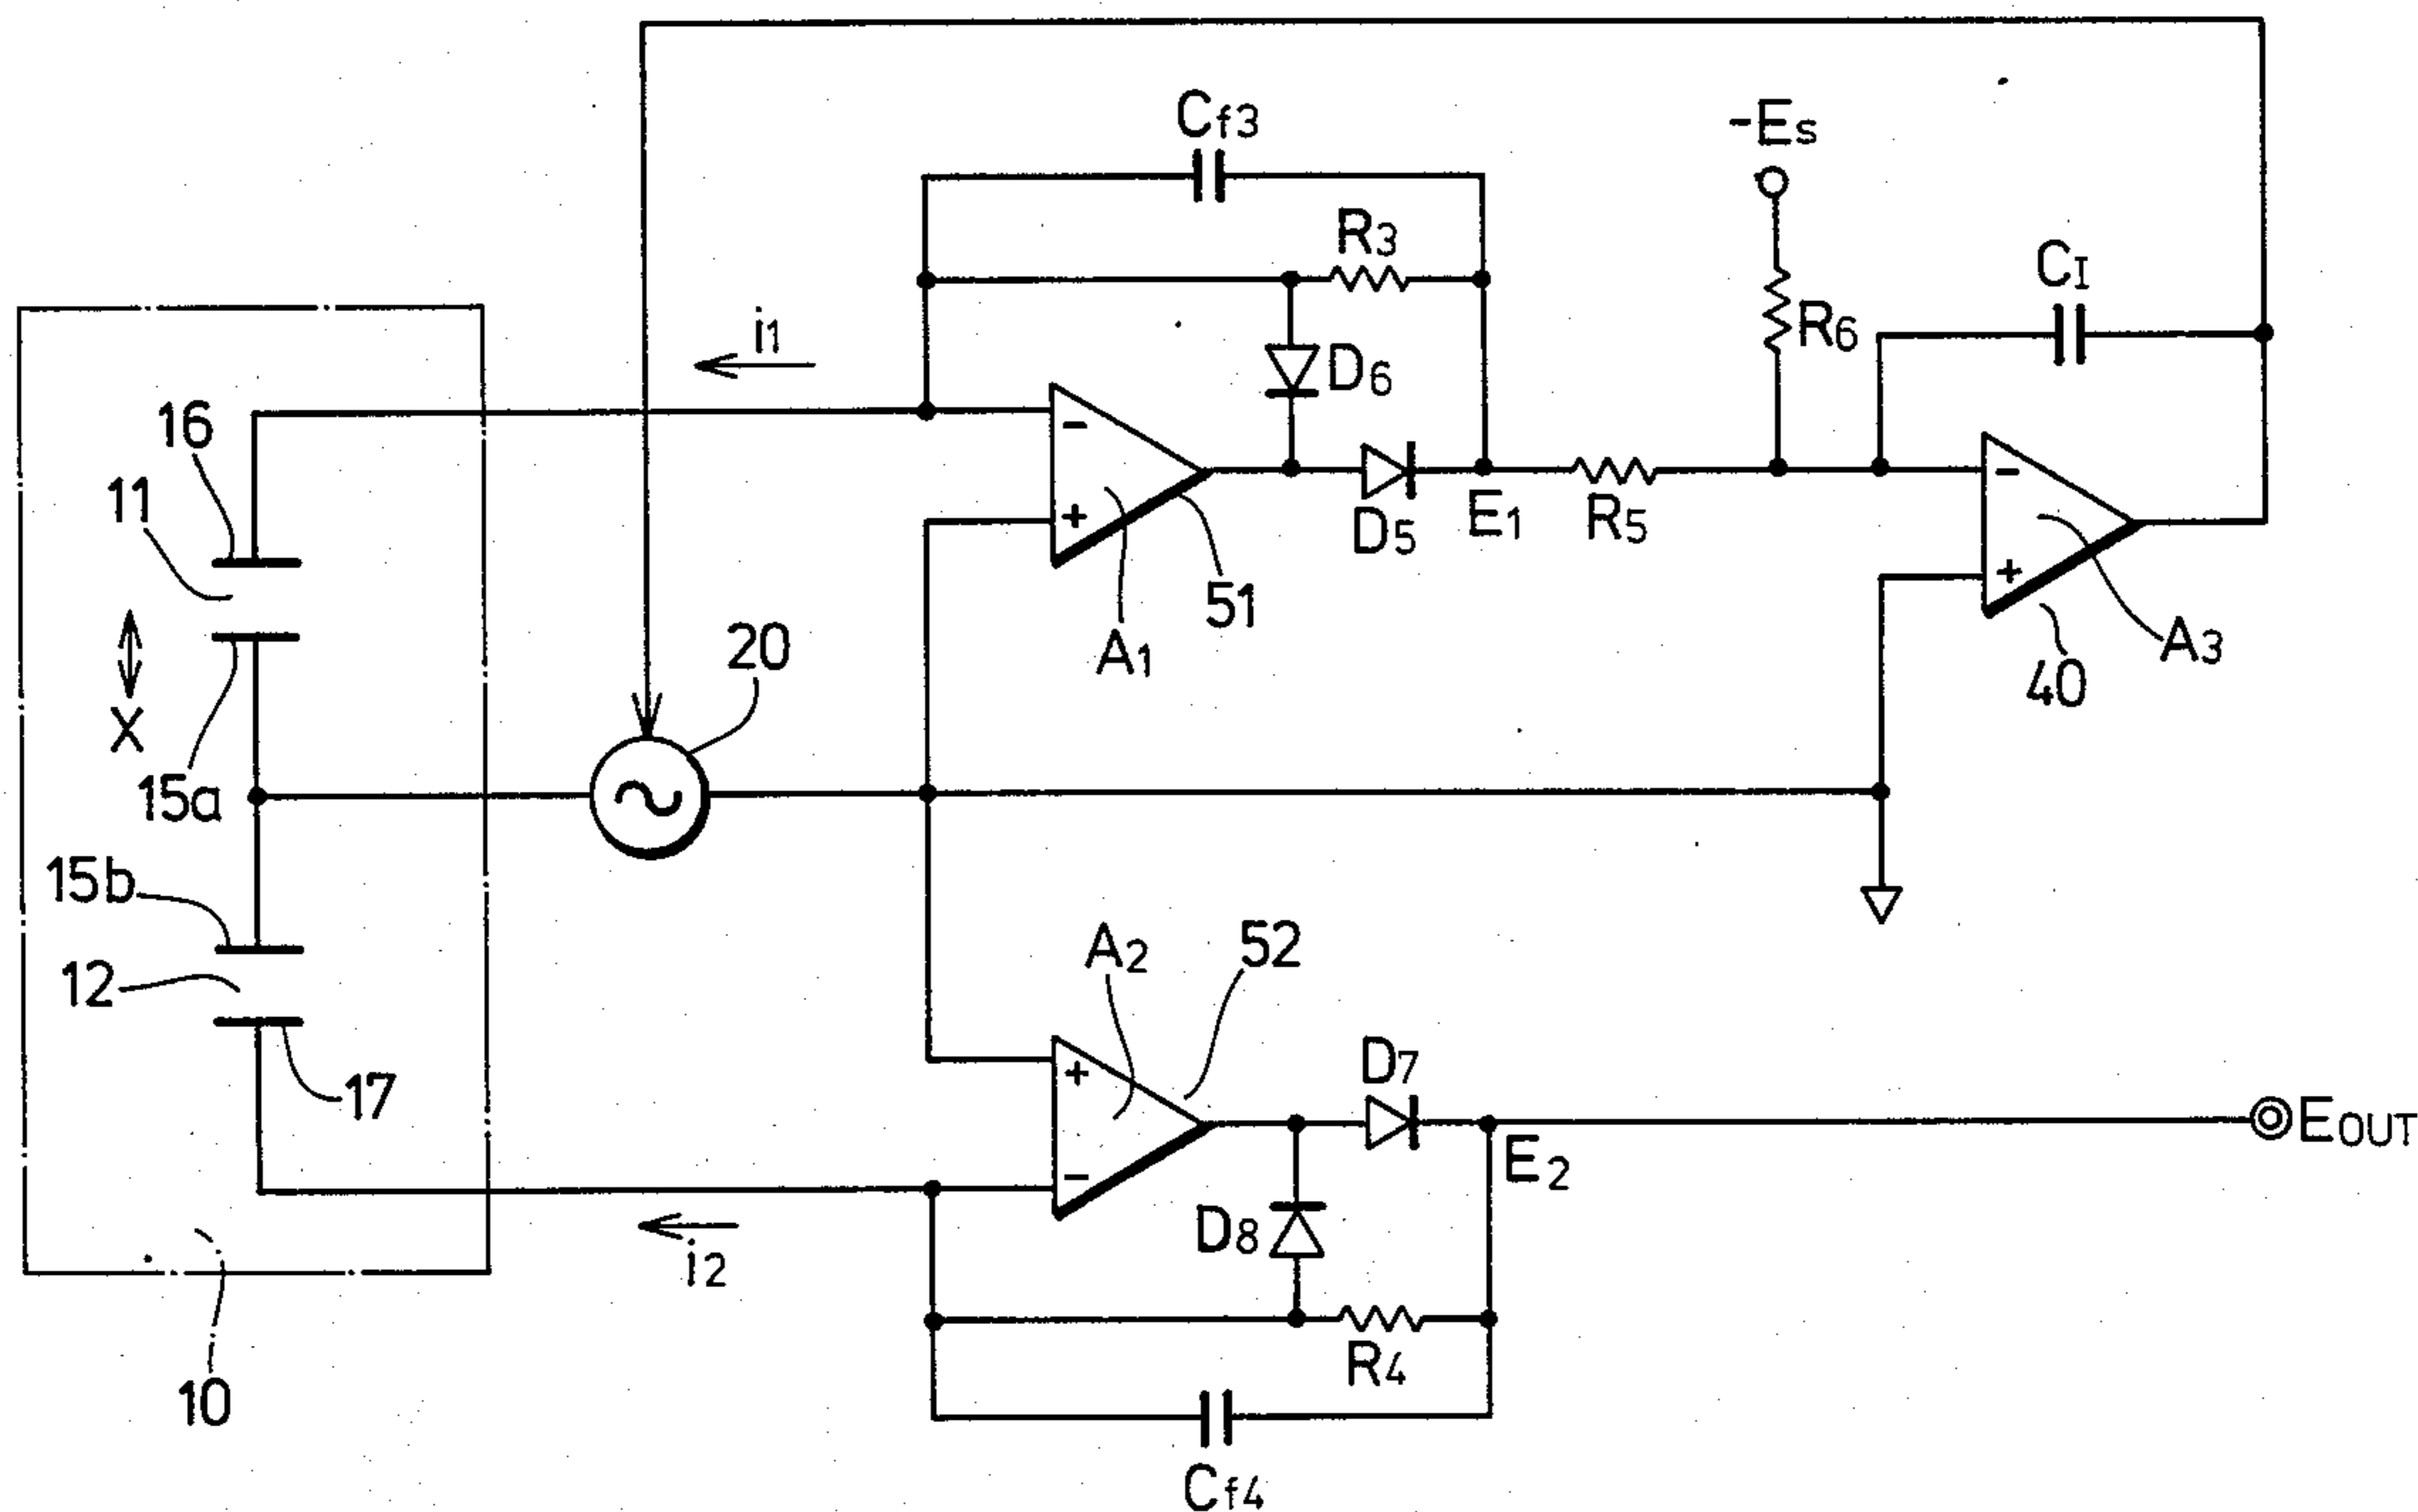 Cf3
-Es
R3
CI
i1
R6
D6
16
11
-
-
E1
D5
R5
+
51
+
20
A1
A3
40
X
15a
15b
A2
52
12
D7
+
17
EOUT
E2
-
D8
i2
R4
10
Cf4